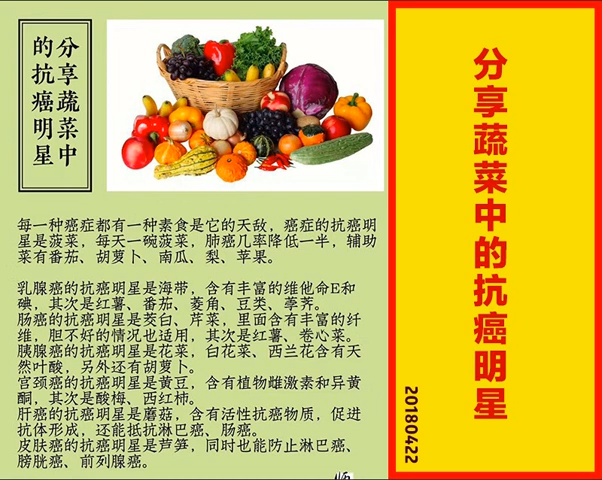 分享蔬菜中
的抗癌明星
每一种癌症都有一种素食是它的天敌，癌症的抗癌明
星是菠菜，每天一碗菠菜，肺癌几率降低一半，辅助
菜有番茄、胡萝卜、南瓜、梨、苹果。
乳腺癌的抗癌明星是海带，含有丰富的维他命E和
碘，其次是红薯、番茄、菱角、豆类、荸荠。
肠癌的抗癌明星是茭白、芹菜，里面含有丰富的纤
维，胆不好的情况也适用，其次是红薯、卷心菜。
胰腺癌的抗癌明星是花菜，白花菜、西兰花含有天
然叶酸，另外还有胡萝卜。
宫颈癌的抗癌明星是黄豆，含有植物雌激素和异黄
酮，其次是酸梅、西红柿。
肝癌的抗癌明星是蘑菇，含有活性抗癌物质，促进
抗体形成，还能抵抗淋巴癌、肠癌。
皮肤癌的抗癌明星是芦笋，同时也能防止淋巴癌、
膀胱癌、前列腺癌。
分享蔬菜中的抗癌明星
20180422